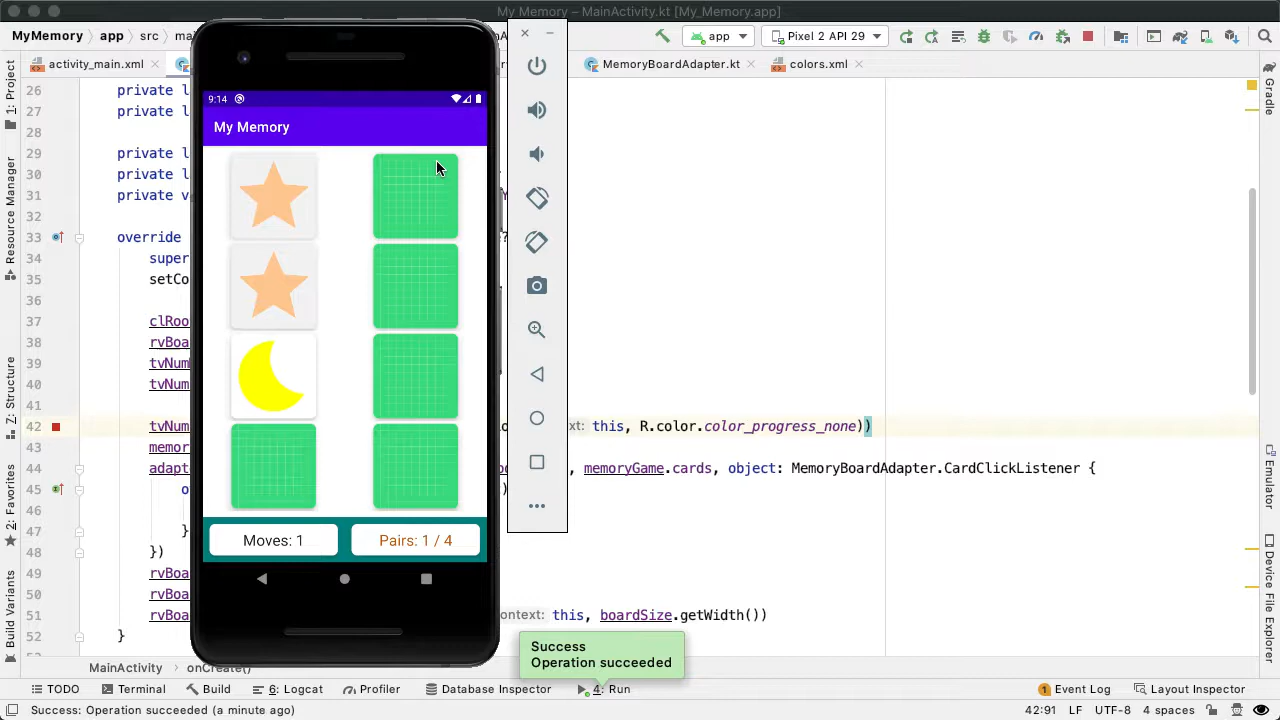 My Memory – MainActivity.kt [My_Memory.app]
MyMemory app src
app
Pixel 2 API 29
activity_main.xml
MemoryBoardAdapter.kt
colors.xml
1: Project
Resource Manager
Z: Structure
2: Favorites
Build Variants
Gradle
Emulator
Device File Explorer
26 private
27 private
28
29 private
30 private
31 private
32
33 override
34 super
35 setCo
36
37 clRoo
38 rvBoa
39 tvNum
40 tvNum
41
42 tvNum this, R.color.color_progress_none))
43 memor
44 adapt memoryGame.cards, object: MemoryBoardAdapter.CardClickListener {
45
46
47 }
48 })
49 rvBoa
50 rvBoa
51 rvBoa ontext: this, boardSize.getWidth())
52 }
9:14
My Memory
Moves: 1
Pairs: 1 / 4
Success
Operation succeeded
MainActivity onCreate()
TODO Terminal Build 6: Logcat Profiler Database Inspector 4: Run 1 Event Log Layout Inspector
Success: Operation succeeded (a minute ago) 42:91 LF UTF-8 4 spaces